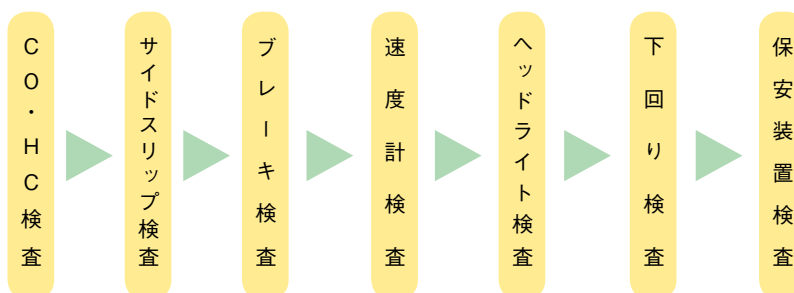 CO・HC検査
サイドスリップ検査
ブレーキ検査
速度計検査
ヘッドライト検査
下回り検査
保安装置検査